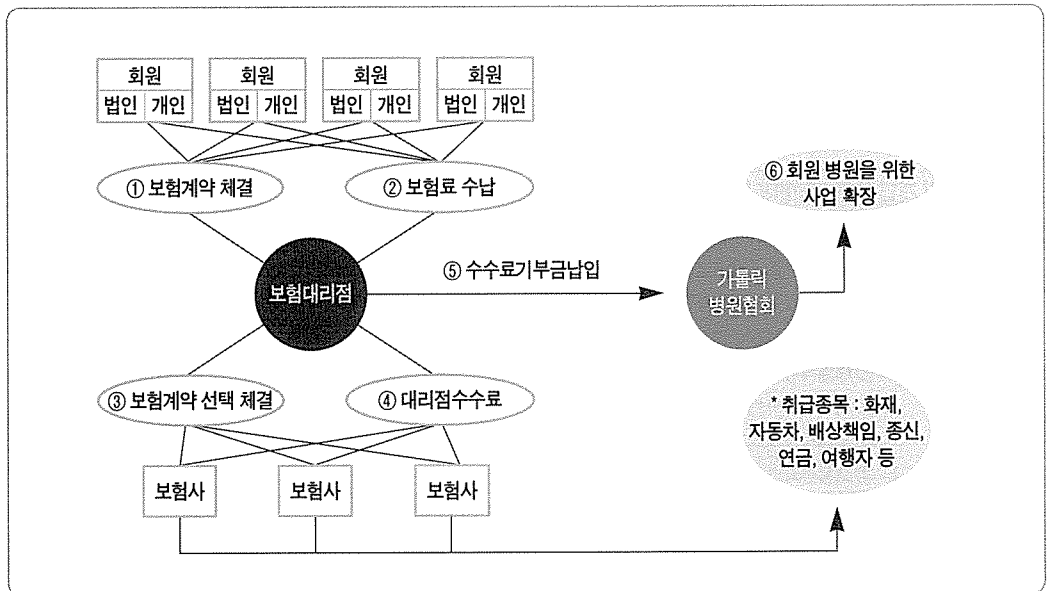 회원 회원 회원 회원
법인 개인 법인 개인 법인 개인 법인 개인
① 보험계약 체결
② 보험료 수납
⑥ 회원 병원을 위한
사업 확장
⑤ 수수료기부금납입
보험대리점
가톨릭
병원협회
③ 보험계약 선택 체결
④ 대리점수수료
* 취급종목 : 화재,
자동차, 배상책임, 종신,
연금, 여행자 등
보험사 보험사 보험사